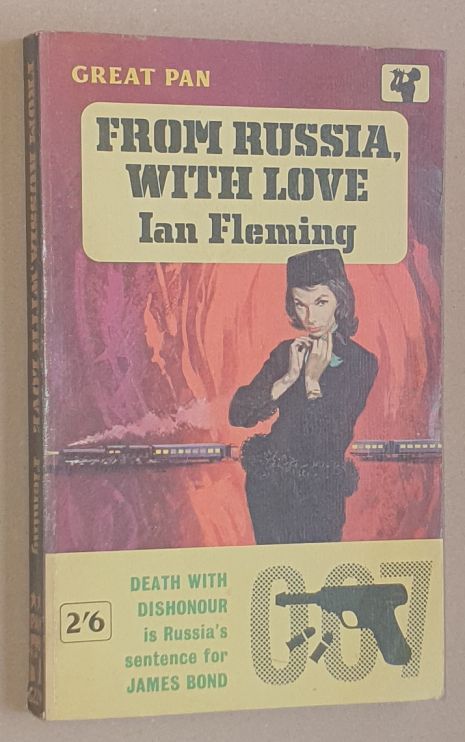 GREAT PAN
FROM RUSSIA,
WITH LOVE
Ian Fleming
DEATH WITH
DISHONOUR
is Russia's
sentence for
JAMES BOND
2/6
007
FROM RUSSIA, WITH LOVE Fleming